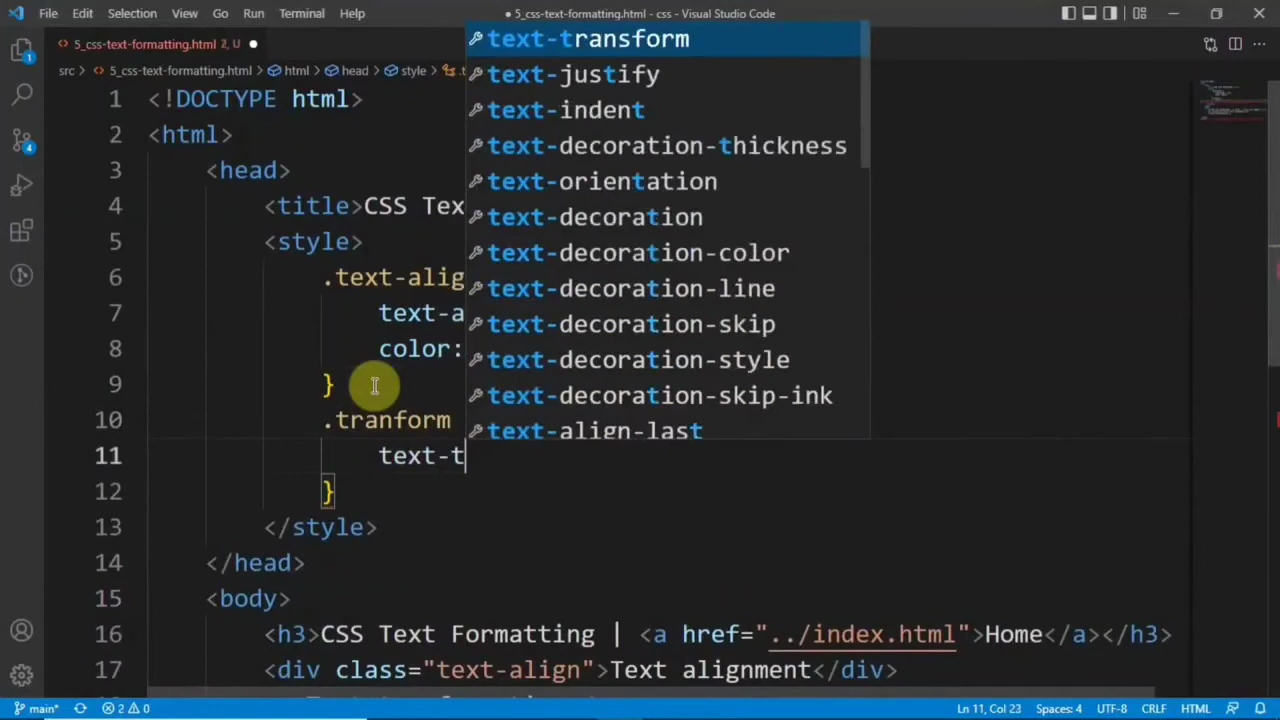 File Edit Selection View Go Run Terminal Help
● 5_css-text-formatting.html - css - Visual Studio Code
<> 5_css-text-formatting.html 2, U ●
src > <> 5_css-text-formatting.html > html > head > style >
1 <!DOCTYPE html>
2 <html>
3 <head>
4 <title>CSS Tex
5 <style>
6 .text-alig
7 text-a
8 color:
9 }
10 .tranform
11 text-t
12 }
13 </style>
14 </head>
15 <body>
16 <h3>CSS Text Formatting | <a href="../index.html">Home</a></h3>
17 <div class="text-align">Text alignment</div>
text-transform
text-justify
text-indent
text-decoration-thickness
text-orientation
text-decoration
text-decoration-color
text-decoration-line
text-decoration-skip
text-decoration-style
text-decoration-skip-ink
text-align-last
1
4
main* 2 0 Ln 11, Col 23 Spaces: 4 UTF-8 CRLF HTML